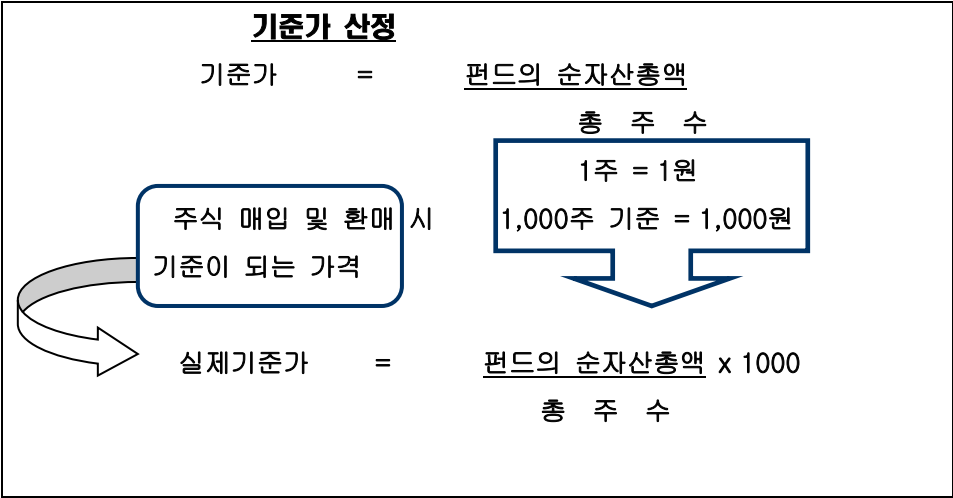 기준가 산정
기준가 = 펀드의 순자산총액
총 주 수
1주 = 1원
1,000주 기준 = 1,000원
주식 매입 및 환매 시
기준이 되는 가격
실제기준가 = 펀드의 순자산총액 x 1000
총 주 수